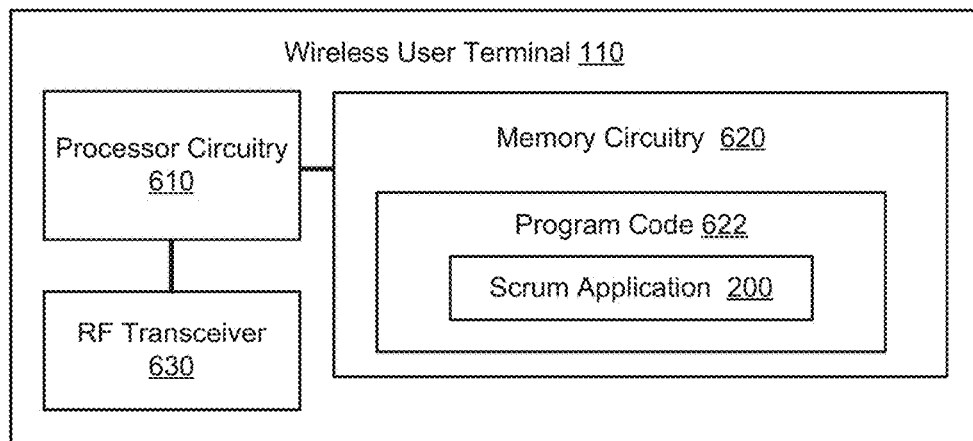 Wireless User Terminal 110
Processor Circuitry
610
Memory Circuitry 620
Program Code 622
Scrum Application 200
RF Transceiver
630